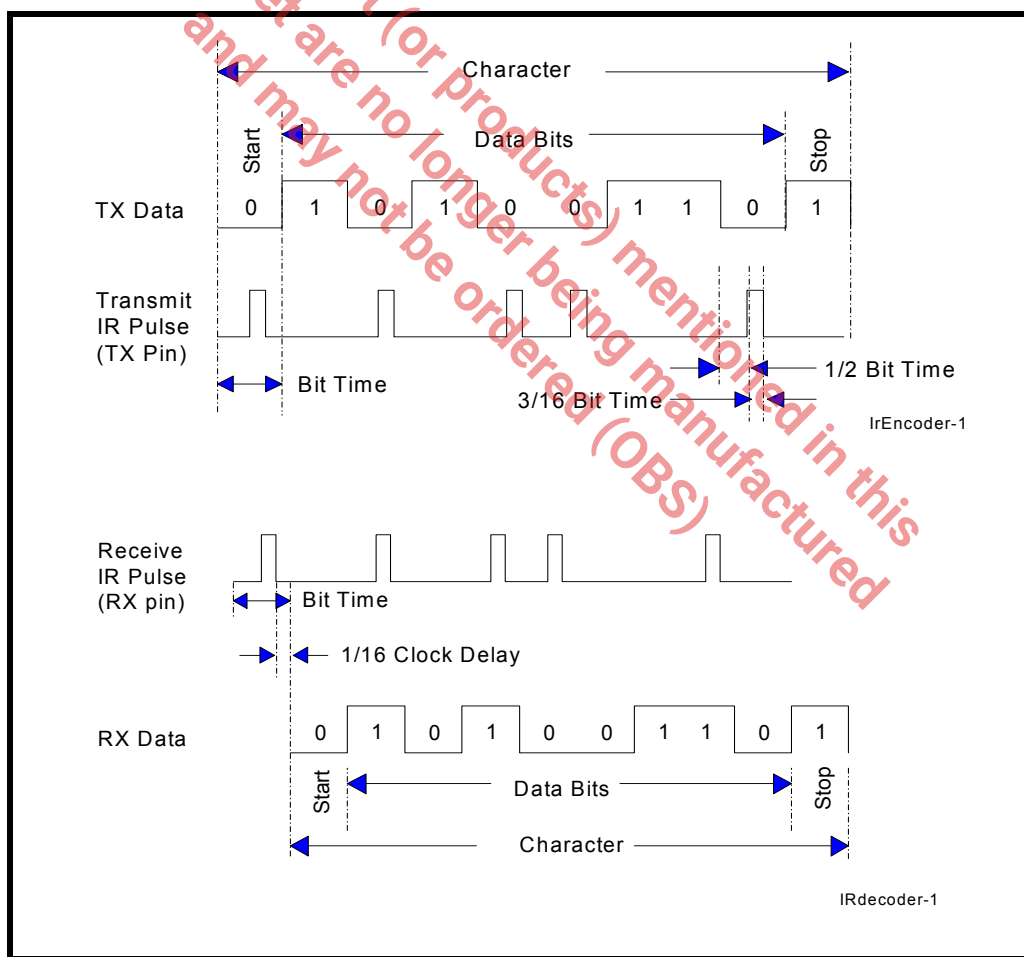 Character
Start
Data Bits
Stop
TX Data
0 1 0 1 0 0 1 1 0 1
Transmit
IR Pulse
(TX Pin)
Bit Time
1/2 Bit Time
3/16 Bit Time
IrEncoder-1
Receive
IR Pulse
(RX pin)
Bit Time
1/16 Clock Delay
RX Data
0 1 0 1 0 0 1 1 0 1
Start
Data Bits
Stop
Character
IRdecoder-1
(or products) mentioned in this
are no longer being manufactured
and may not be ordered (OBS)